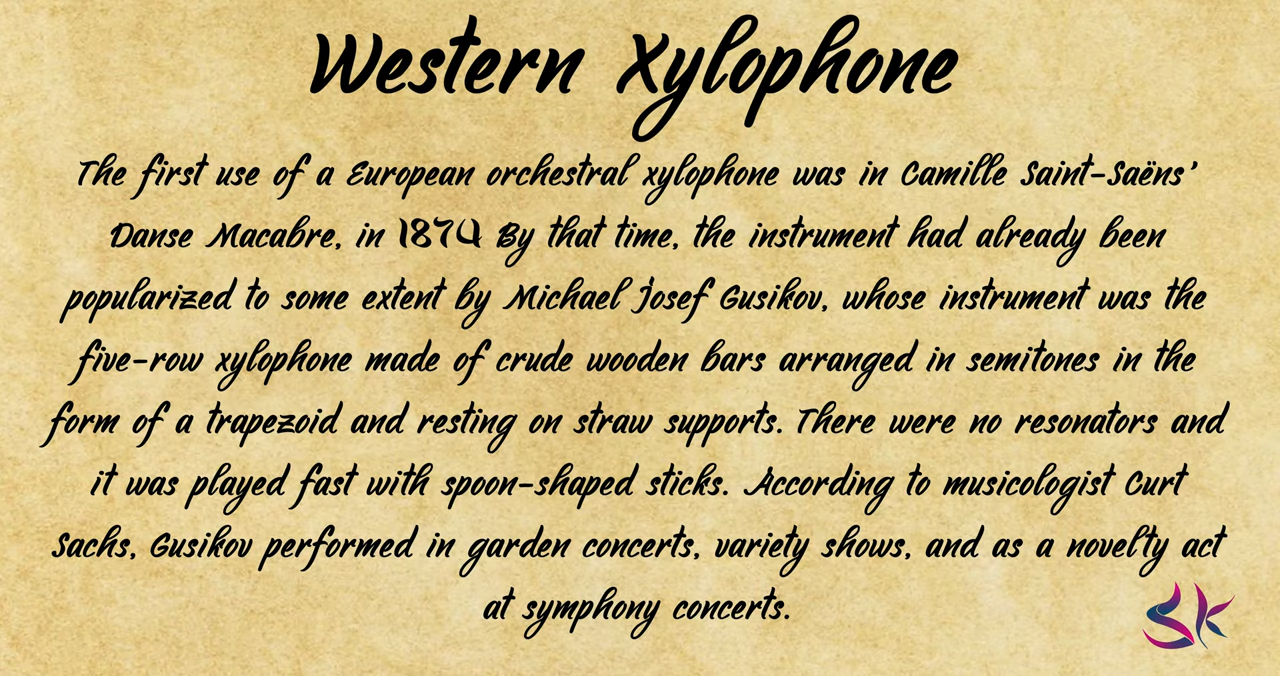 Western Xylophone
The first use of a European orchestral xylophone was in Camille Saint-Saëns'
Danse Macabre, in 1874 By that time, the instrument had already been
popularized to some extent by Michael Josef Gusikov, whose instrument was the
five-row xylophone made of crude wooden bars arranged in semitones in the
form of a trapezoid and resting on straw supports. There were no resonators and
it was played fast with spoon-shaped sticks. According to musicologist Curt
Sachs, Gusikov performed in garden concerts, variety shows, and as a novelty act
at symphony concerts.
SK